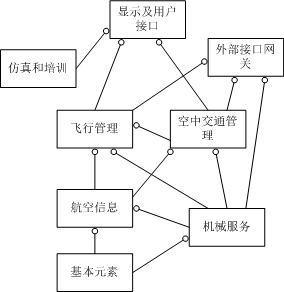 显示及用户
接口
外部接口网
关
仿真和培训
飞行管理
空中交通管
理
航空信息
机械服务
基本元素